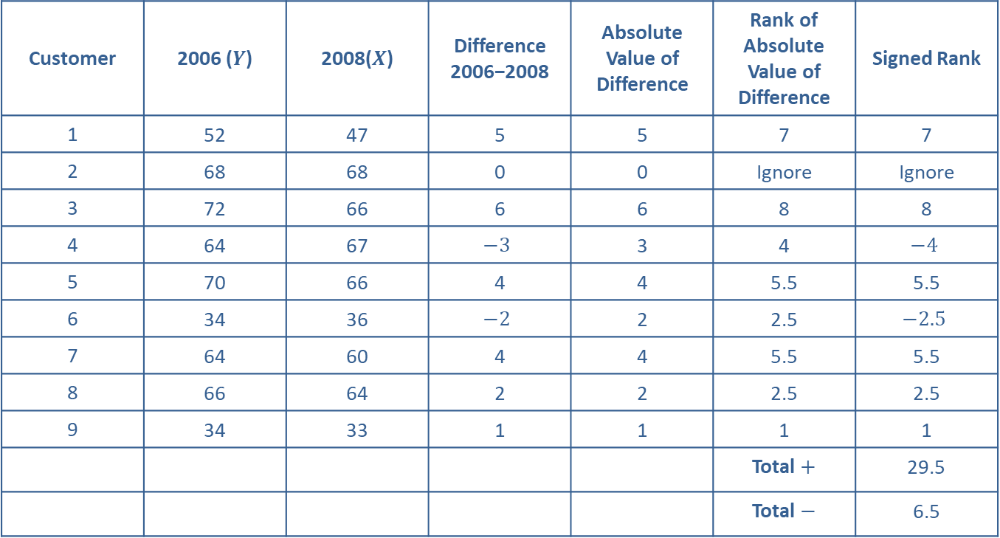 Customer 2006 (Y) 2008(X) Difference 2006−2008 Absolute Value of Difference Rank of Absolute Value of Difference Signed Rank
1 52 47 5 5 7 7
2 68 68 0 0 Ignore Ignore
3 72 66 6 6 8 8
4 64 67 −3 3 4 −4
5 70 66 4 4 5.5 5.5
6 34 36 −2 2 2.5 −2.5
7 64 60 4 4 5.5 5.5
8 66 64 2 2 2.5 2.5
9 34 33 1 1 1 1
Total + 29.5
Total − 6.5